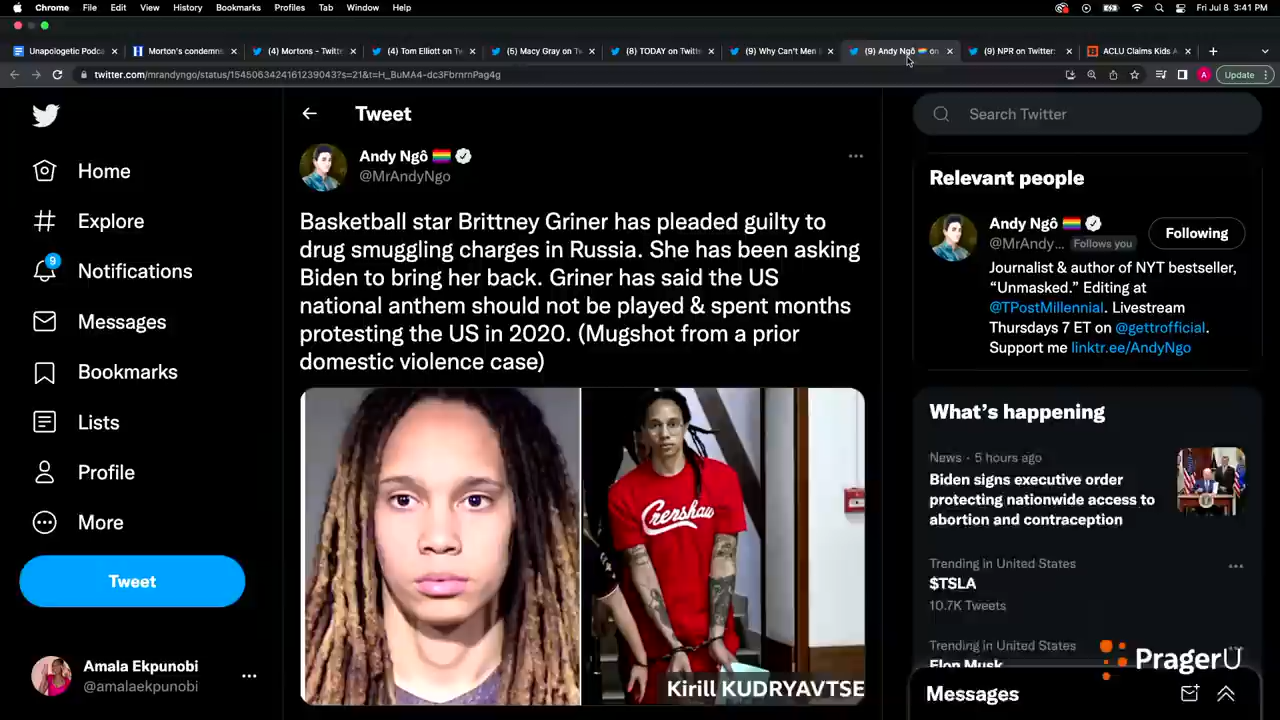 Chrome File Edit View History Bookmarks Profiles Tab Window Help Fri Jul 8 3:41 PM
Unapologetic Podca Morton's condemnis (4) Mortons - Twitte (4) Tom Elliott on Tw (5) Macy Gray on Tw (8) TODAY on Twitte (9) Why Can't Men (9) Andy Ngô 🏳️‍🌈 on (9) NPR on Twitter: ACLU Claims Kids A
twitter.com/mrandyngo/status/1545063424161239043?s=21&t=H_BuMA4-dc3FbrnrnPag4g
A Update
Home
Explore
9
Notifications
Messages
Bookmarks
Lists
Profile
More
Tweet
Amala Ekpunobi
@amalaekpunobi
Tweet
Andy Ngô 🏳️‍🌈
@MrAndyNgo
Basketball star Brittney Griner has pleaded guilty to
drug smuggling charges in Russia. She has been asking
Biden to bring her back. Griner has said the US
national anthem should not be played & spent months
protesting the US in 2020. (Mugshot from a prior
domestic violence case)
Crenshaw
Kirill KUDRYAVTSE
Search Twitter
Relevant people
Andy Ngô 🏳️‍🌈
@MrAndy... Follows you
Following
Journalist & author of NYT bestseller,
“Unmasked.” Editing at
@TPostMillennial. Livestream
Thursdays 7 ET on @gettrofficial.
Support me linktr.ee/AndyNgo
What’s happening
News · 5 hours ago
Biden signs executive order
protecting nationwide access to
abortion and contraception
Trending in United States
$TSLA
10.7K Tweets
Trending in United States
Elon Musk
PragerU
Messages